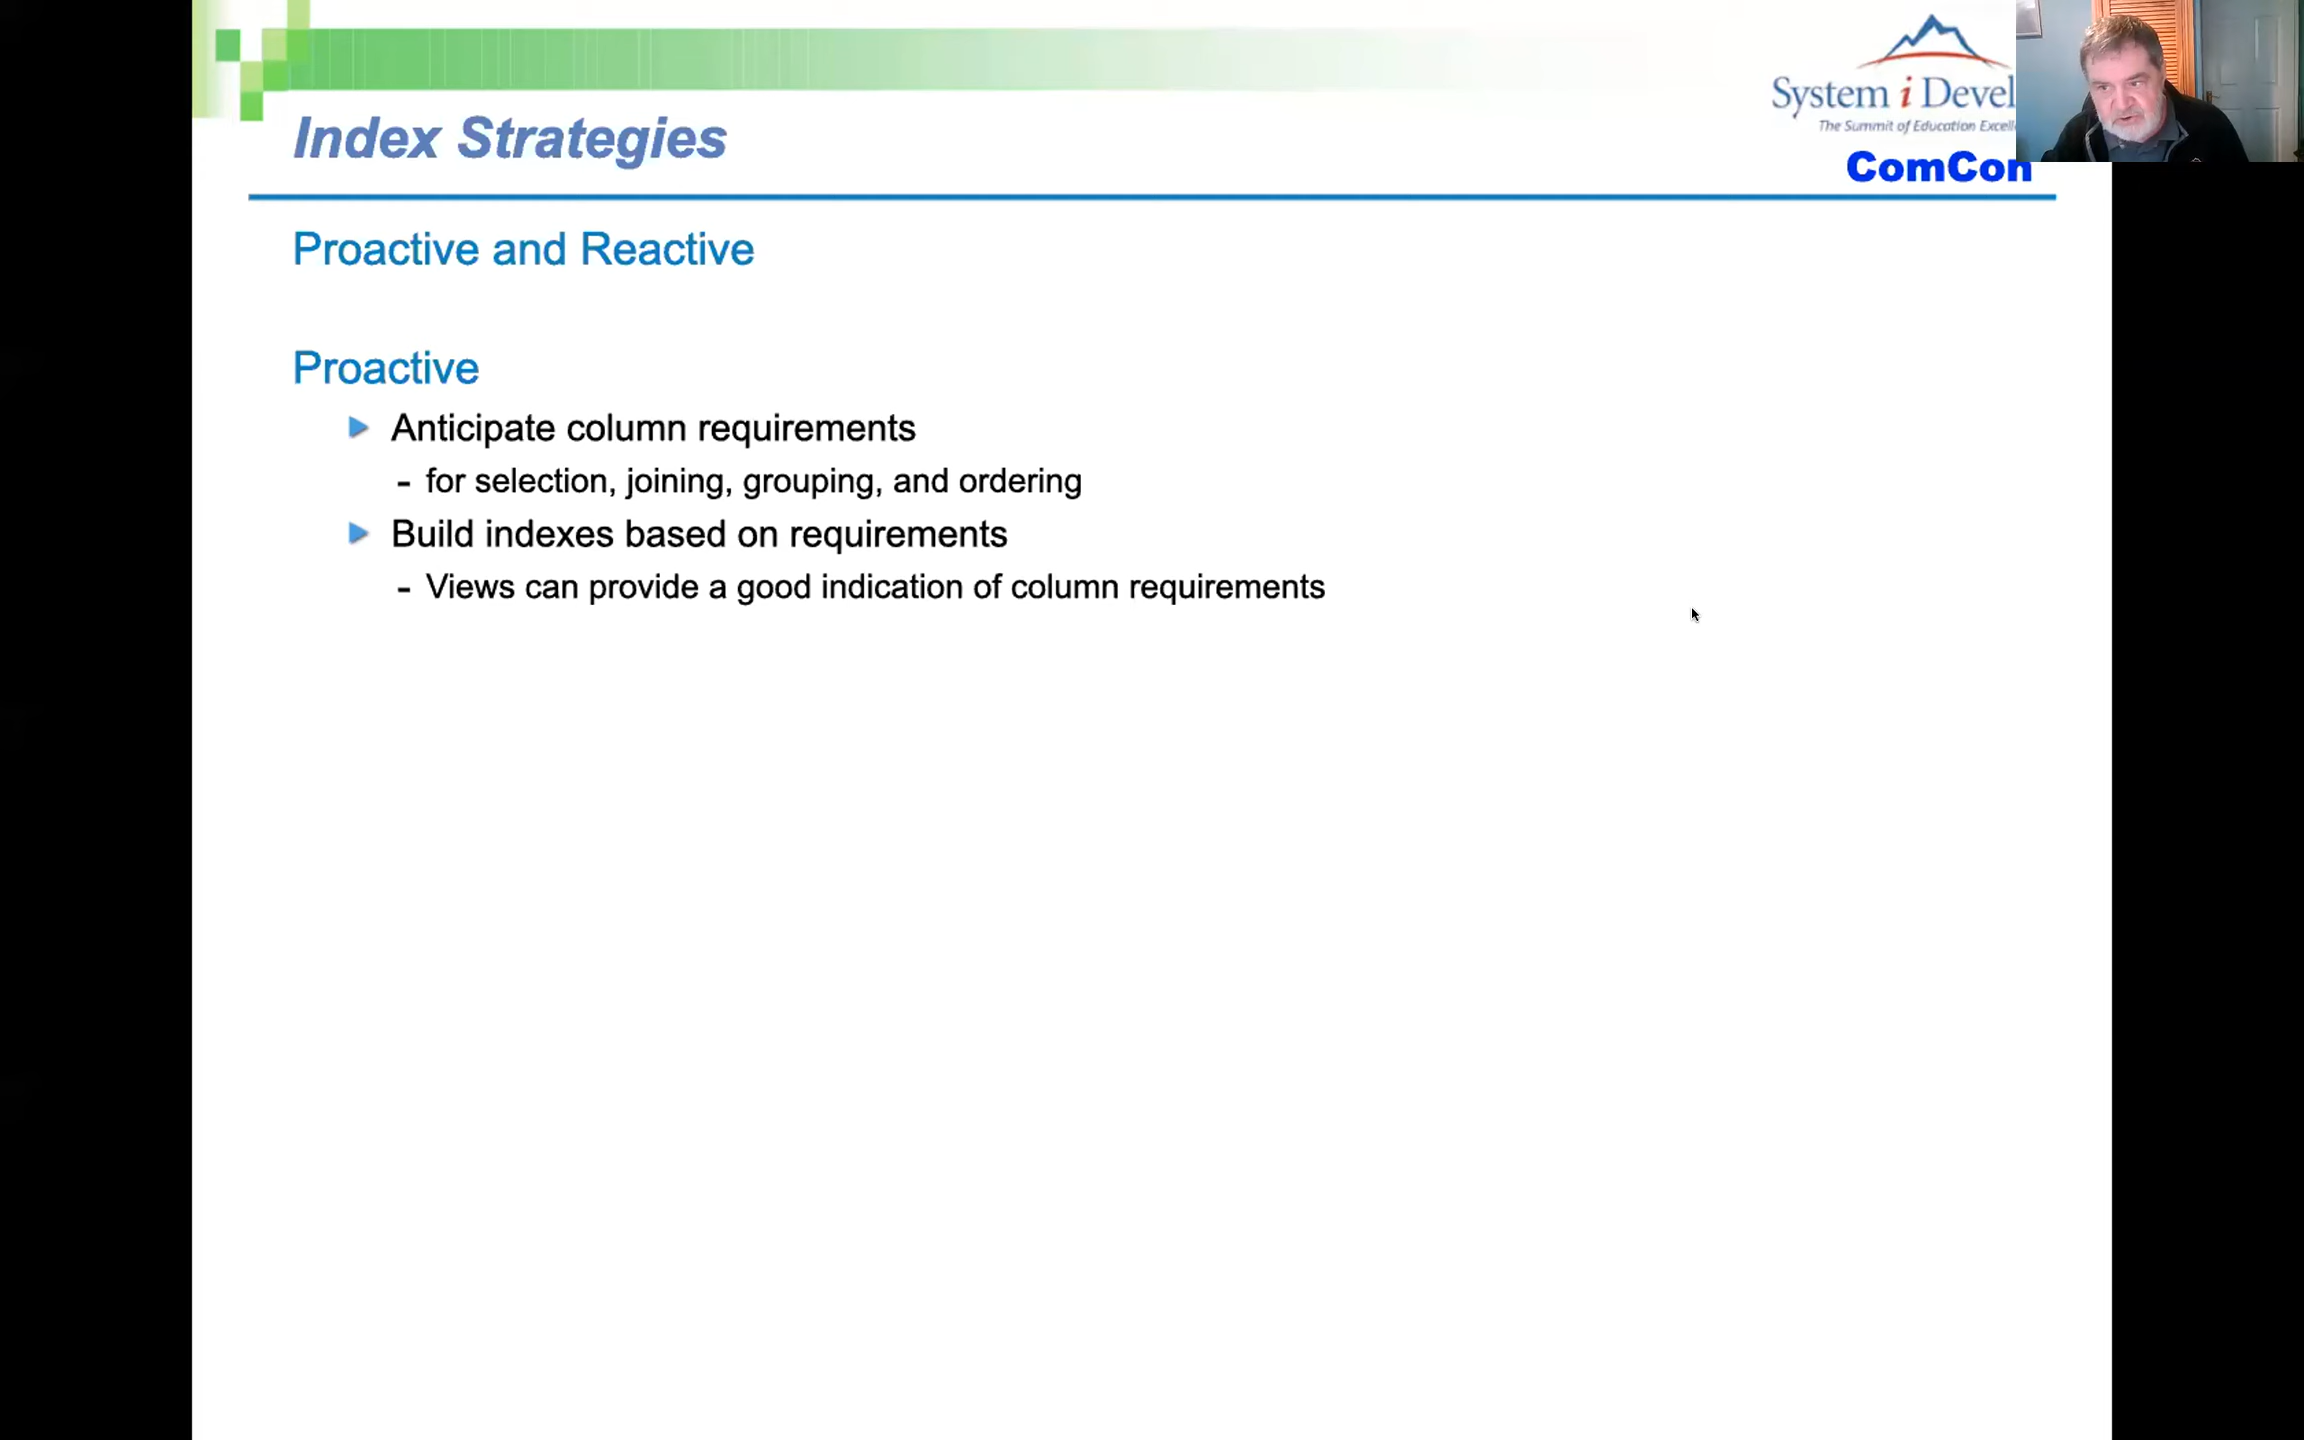 System i Devel
The Summit of Education Excell
ComCon
Index Strategies
Proactive and Reactive
Proactive
Anticipate column requirements
- for selection, joining, grouping, and ordering
Build indexes based on requirements
- Views can provide a good indication of column requirements